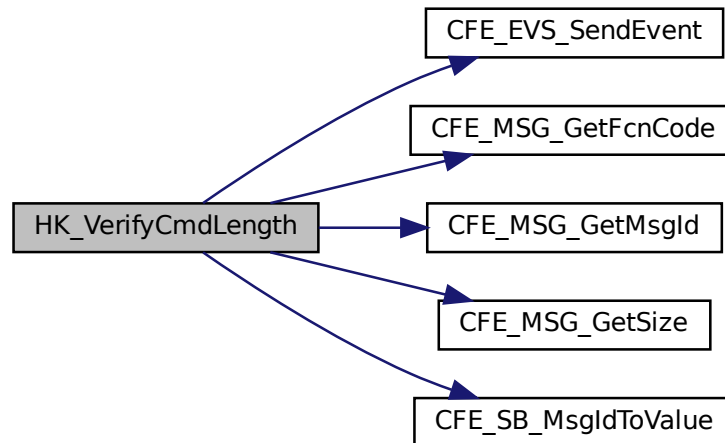 CFE_EVS_SendEvent
CFE_MSG_GetFcnCode
HK_VerifyCmdLength
CFE_MSG_GetMsgId
CFE_MSG_GetSize
CFE_SB_MsgIdToValue